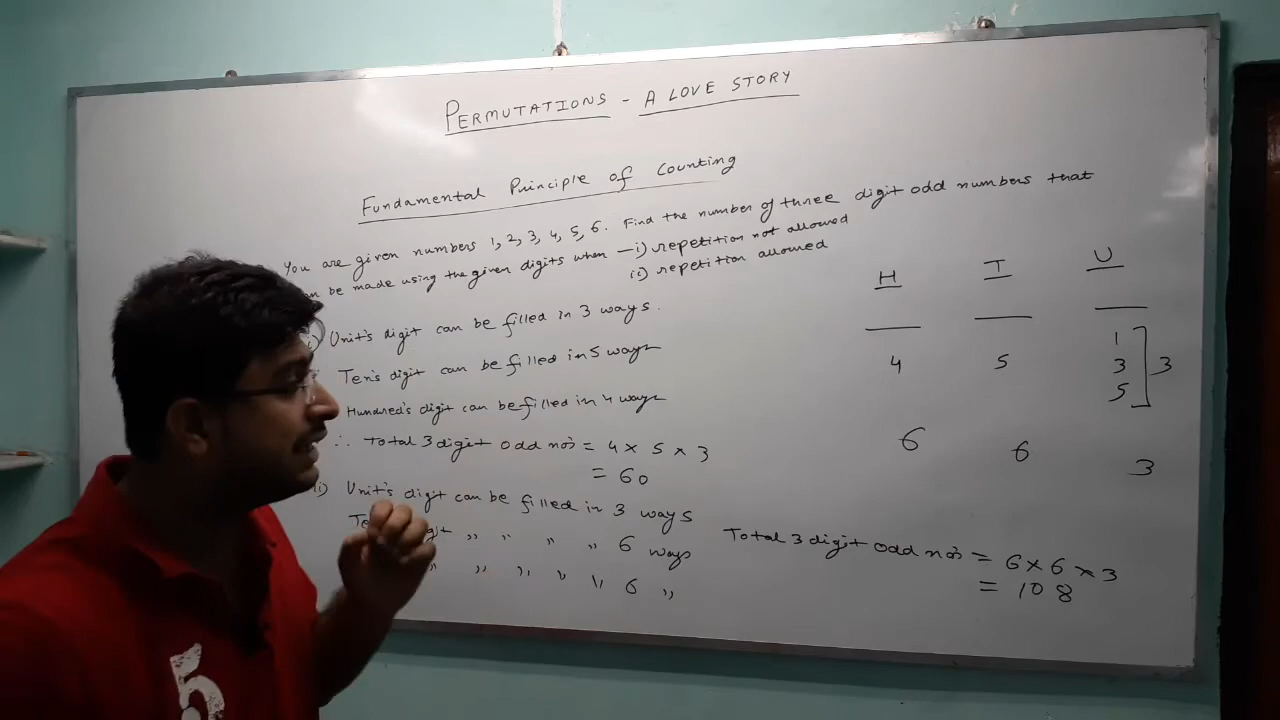 PERMUTATIONS - A LOVE STORY
Fundamental Principle of Counting
You are given numbers 1, 2, 3, 4, 5, 6. Find the number of three digit odd numbers that
be made using the given digits when – i) repetition not allowed
ii) repetition allowed
i) Unit's digit can be filled in 3 ways.
Ten's digit can be filled in 5 ways
Hundred's digit can be filled in 4 ways
∴ Total 3 digit odd nos = 4 × 5 × 3
= 60
ii) Unit's digit can be filled in 3 ways
〃 〃 〃 〃 6 ways
〃 〃 〃 〃 〃 6 〃
H T U
4 5
1
3
5
3
6 6 3
Total 3 digit odd nos = 6 × 6 × 3
= 108
5